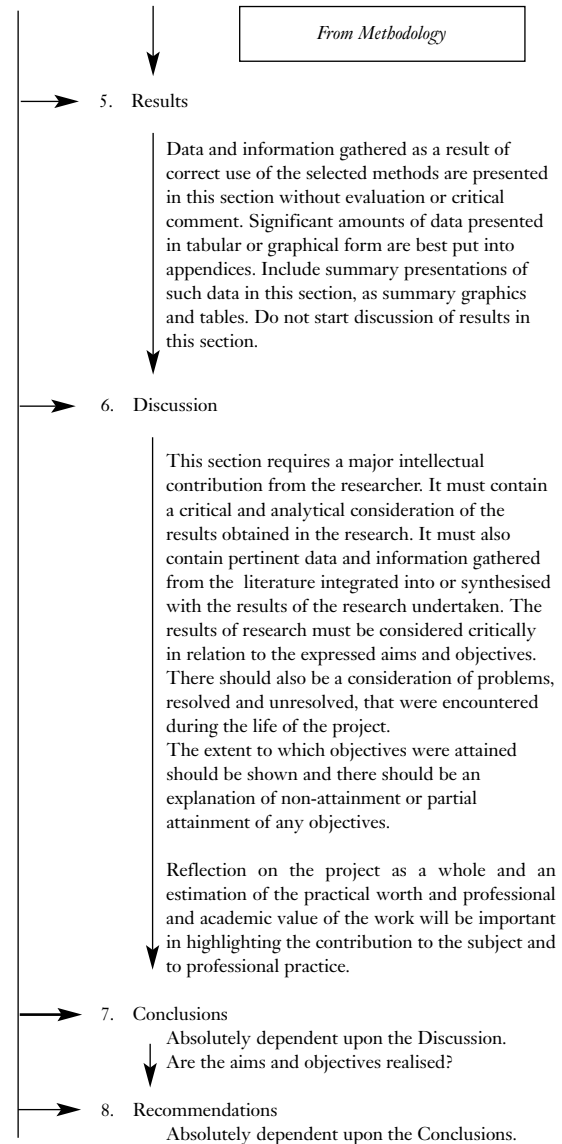 From Methodology
5. Results
Data and information gathered as a result of
correct use of the selected methods are presented
in this section without evaluation or critical
comment. Significant amounts of data presented
in tabular or graphical form are best put into
appendices. Include summary presentations of
such data in this section, as summary graphics
and tables. Do not start discussion of results in
this section.
6. Discussion
This section requires a major intellectual
contribution from the researcher. It must contain
a critical and analytical consideration of the
results obtained in the research. It must also
contain pertinent data and information gathered
from the literature integrated into or synthesised
with the results of the research undertaken. The
results of research must be considered critically
in relation to the expressed aims and objectives.
There should also be a consideration of problems,
resolved and unresolved, that were encountered
during the life of the project.
The extent to which objectives were attained
should be shown and there should be an
explanation of non-attainment or partial
attainment of any objectives.
Reflection on the project as a whole and an
estimation of the practical worth and professional
and academic value of the work will be important
in highlighting the contribution to the subject and
to professional practice.
7. Conclusions
Absolutely dependent upon the Discussion.
Are the aims and objectives realised?
8. Recommendations
Absolutely dependent upon the Conclusions.